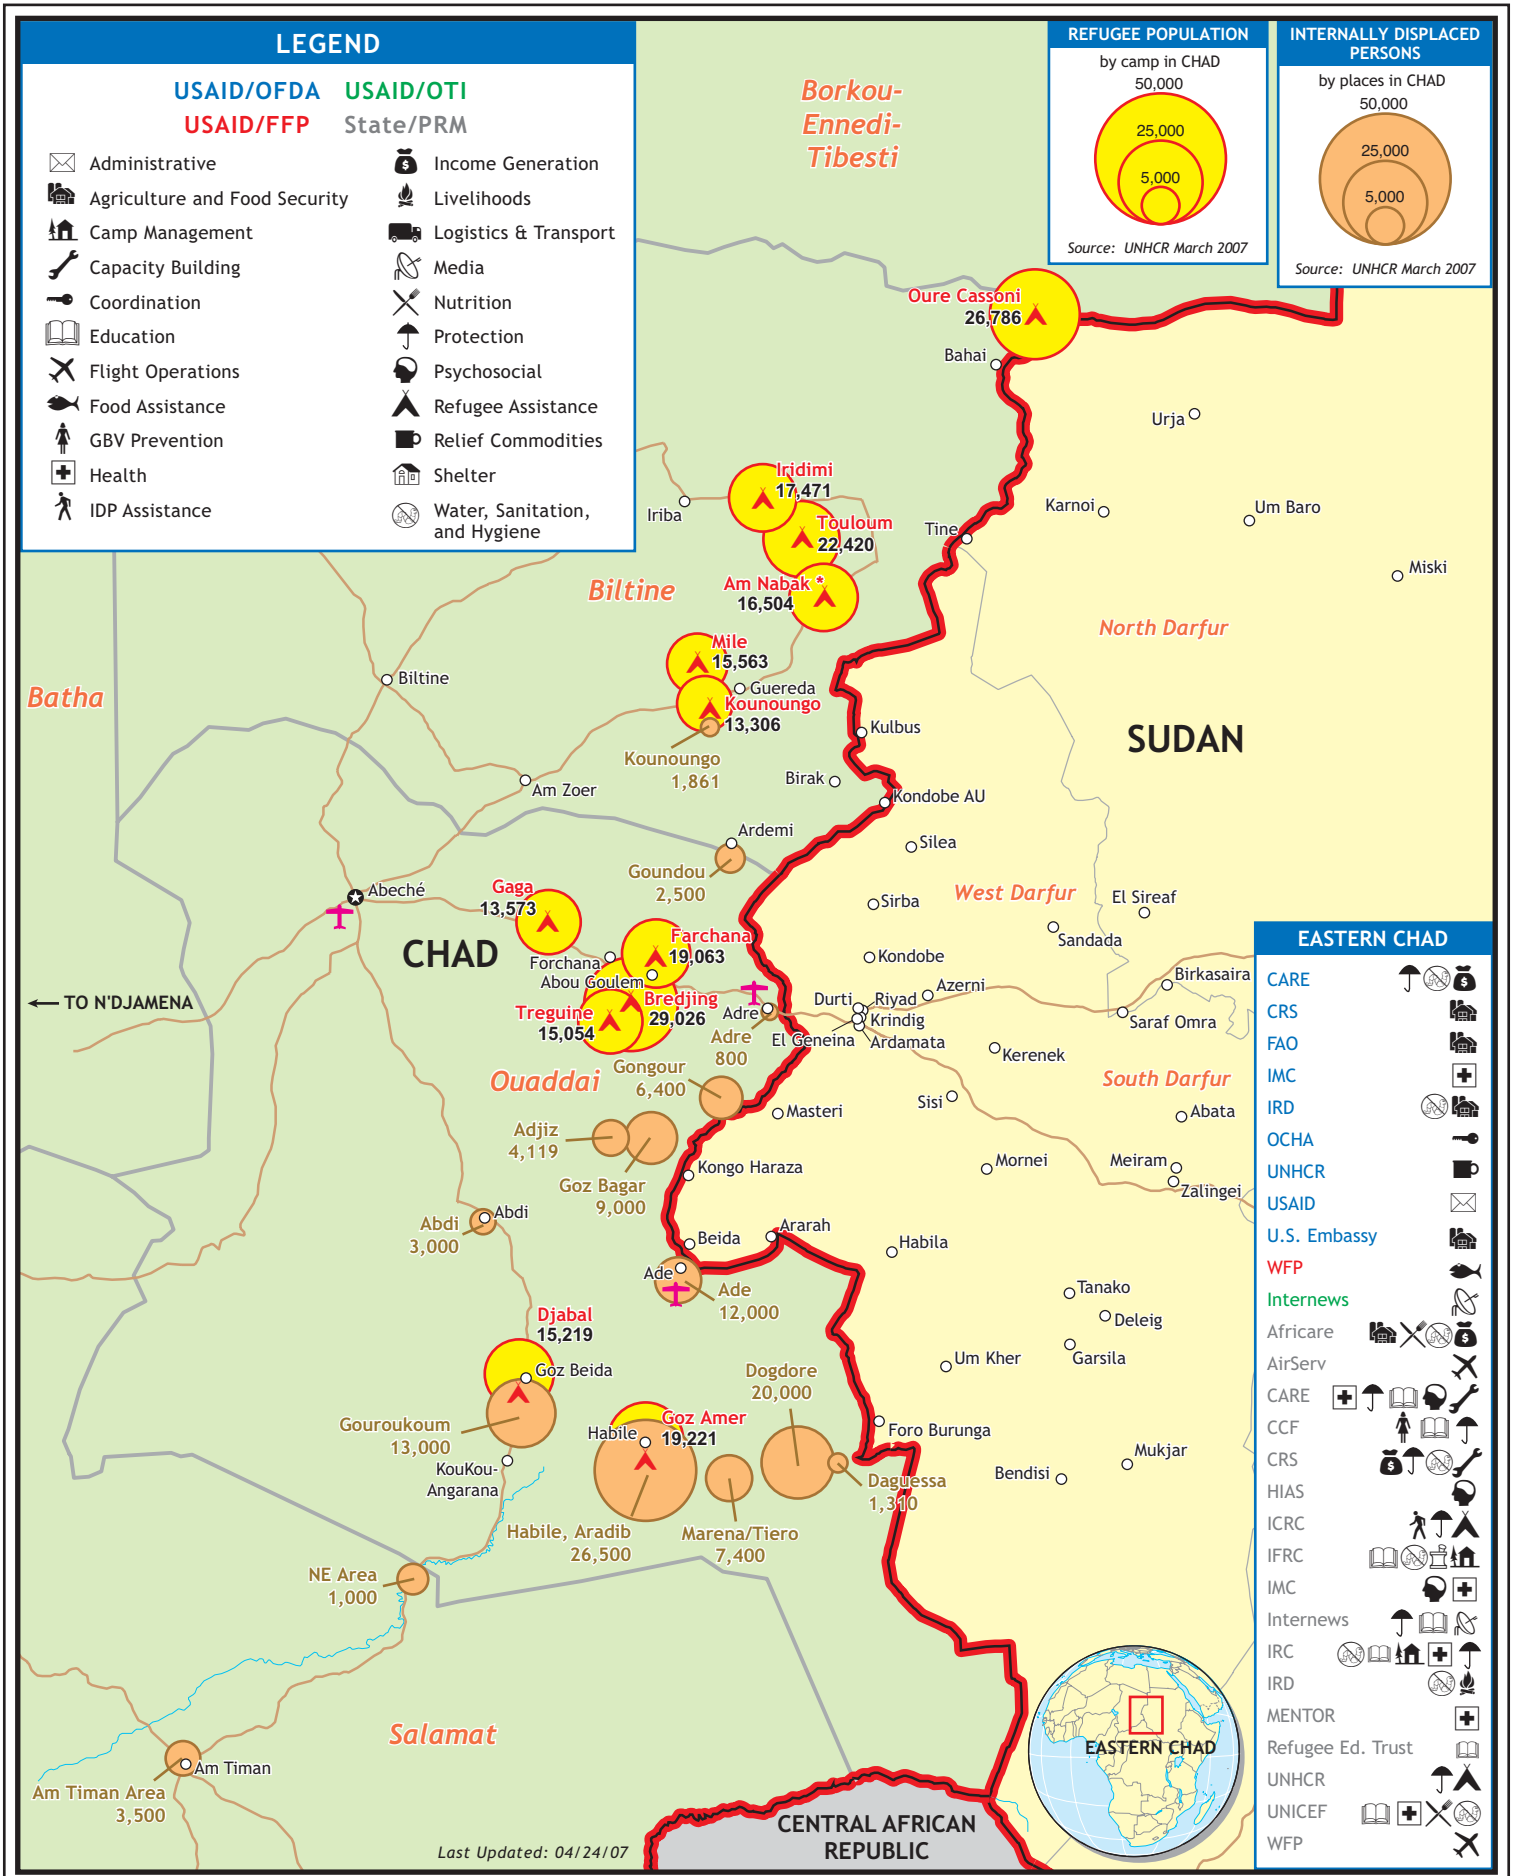 LEGEND
USAID/OFDA USAID/OTI
USAID/FFP State/PRM
Administrative
Agriculture and Food Security
Camp Management
Capacity Building
Coordination
Education
Flight Operations
Food Assistance
GBV Prevention
Health
IDP Assistance
Income Generation
Livelihoods
Logistics & Transport
Media
Nutrition
Protection
Psychosocial
Refugee Assistance
Relief Commodities
Shelter
Water, Sanitation,
and Hygiene
REFUGEE POPULATION
by camp in CHAD
50,000
25,000
5,000
Source: UNHCR March 2007
INTERNALLY DISPLACED
PERSONS
by places in CHAD
50,000
25,000
5,000
Source: UNHCR March 2007
Borkou-
Ennedi-
Tibesti
Oure Cassoni
26,786
Bahai
Urja
Iridimi
17,471
Iriba
Touloum
22,420
Tine
Karnoi
Um Baro
Miski
Biltine
Am Nabak *
16,504
North Darfur
Mile
15,563
Batha
Biltine
Guereda
Kounoungo
13,306
Kulbus
SUDAN
Kounoungo
1,861
Birak
Am Zoer
Kondobe AU
Ardemi
Silea
Goundou
2,500
Abeché
Gaga
13,573
Sirba
West Darfur
El Sireaf
Sandada
CHAD
Farchana
19,063
Forchana
Abou Goulem
Kondobe
Birkasaira
TO N'DJAMENA
Treguine
15,054
Bredjing
29,026
Adre
Adre
800
Durti
Riyad
Azerni
Krindig
El Geneina
Ardamata
Saraf Omra
Kerenek
Ouaddai
Gongour
6,400
South Darfur
Sisi
Masteri
Abata
Adjiz
4,119
Goz Bagar
9,000
Kongo Haraza
Mornei
Meiram
Zalingei
Abdi
3,000
Abdi
Beida
Ararah
Habila
Ade
Ade
12,000
Tanako
Deleig
Djabal
15,219
Goz Beida
Um Kher
Garsila
Dogdore
20,000
Gouroukoum
13,000
Goz Amer
19,221
Habile
Foro Burunga
KouKou-
Angarana
Bendisi
Mukjar
Daguessa
1,310
Habile, Aradib
26,500
Marena/Tiero
7,400
NE Area
1,000
Salamat
Am Timan
Am Timan Area
3,500
CENTRAL AFRICAN
REPUBLIC
Last Updated: 04/24/07
EASTERN CHAD
EASTERN CHAD
CARE
CRS
FAO
IMC
IRD
OCHA
UNHCR
USAID
U.S. Embassy
WFP
Internews
Africare
AirServ
CARE
CCF
CRS
HIAS
ICRC
IFRC
IMC
Internews
IRC
IRD
MENTOR
Refugee Ed. Trust
UNHCR
UNICEF
WFP